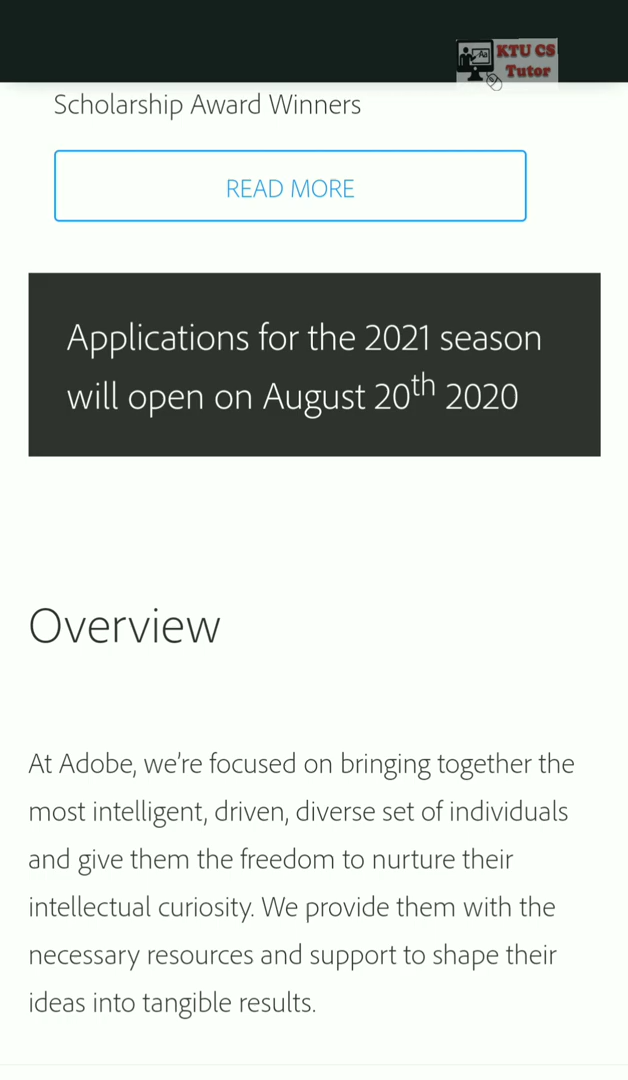 KTU CS
Tutor
Aa
Scholarship Award Winners
READ MORE
Applications for the 2021 season
will open on August 20th 2020
Overview
At Adobe, we’re focused on bringing together the
most intelligent, driven, diverse set of individuals
and give them the freedom to nurture their
intellectual curiosity. We provide them with the
necessary resources and support to shape their
ideas into tangible results.